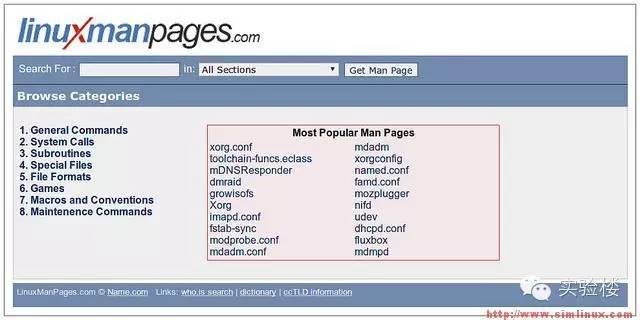 linuxmanpages.com
Search For : in: All Sections Get Man Page
Browse Categories
1. General Commands
2. System Calls
3. Subroutines
4. Special Files
5. File Formats
6. Games
7. Macros and Conventions
8. Maintenence Commands
Most Popular Man Pages
xorg.conf mdadm
toolchain-funcs.eclass xorgconfig
mDNSResponder named.conf
dmraid famd.conf
growisofs mozplugger
Xorg nifd
imapd.conf udev
fstab-sync dhcpd.conf
modprobe.conf fluxbox
mdadm.conf mdmpd
LinuxManPages.com © Name.com Links: who.is search | dictionary | ccTLD information
实验楼
http://www.simlinux.com